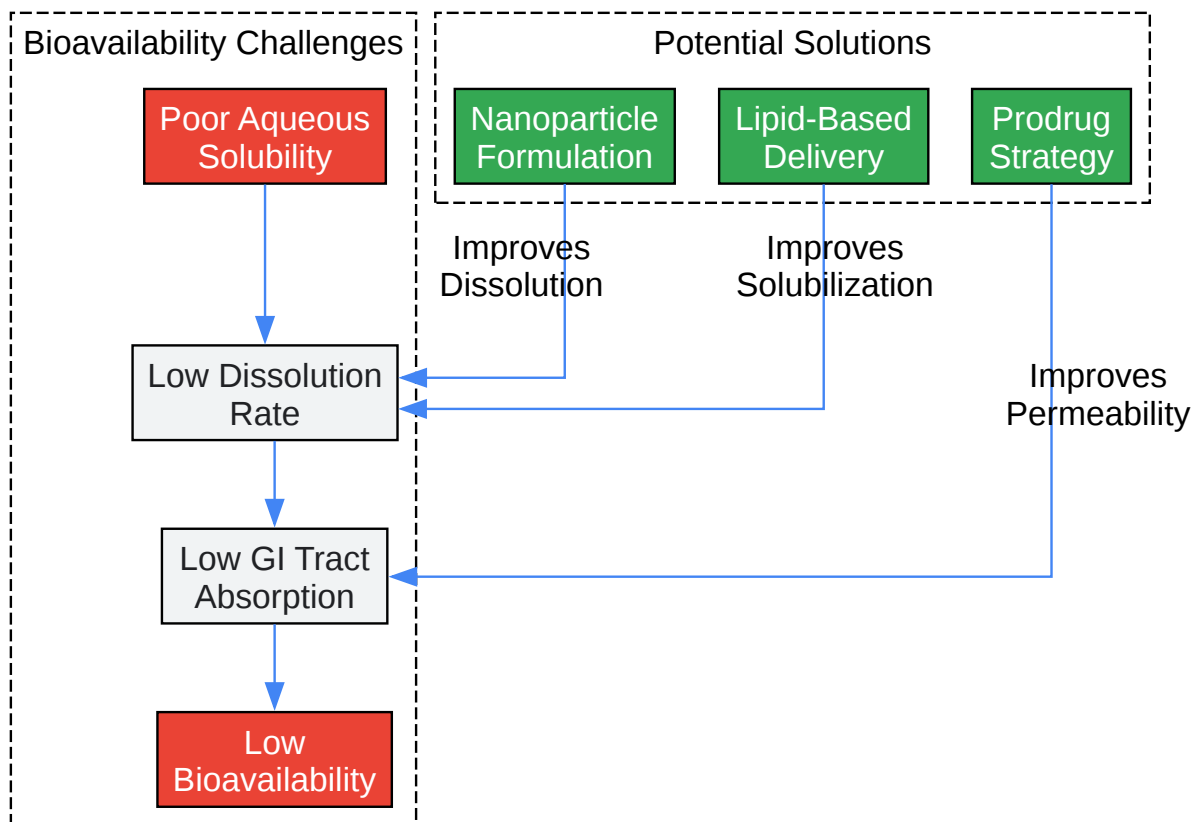 Bioavailability Challenges
Potential Solutions
Poor Aqueous
Solubility
Nanoparticle
Formulation
Lipid-Based
Delivery
Prodrug
Strategy
Improves
Dissolution
Improves
Solubilization
Low Dissolution
Rate
Improves
Permeability
Low GI Tract
Absorption
Low
Bioavailability